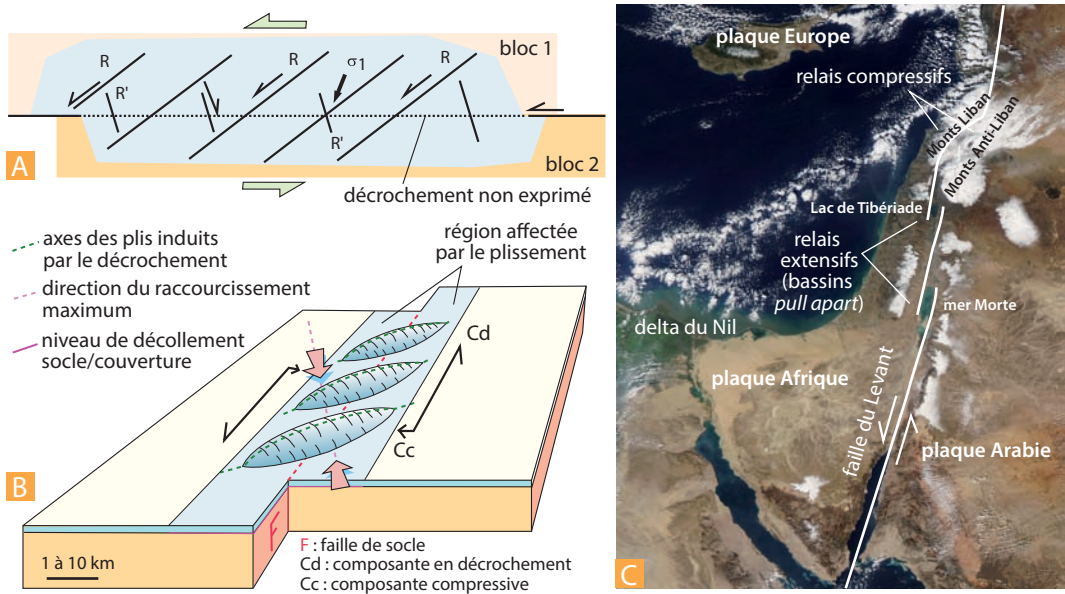 bloc 1
R
R
σ1
R
R'
R'
bloc 2
A
décrochement non exprimé
axes des plis induits
par le décrochement
direction du raccourcissement
maximum
niveau de décollement
socle/couverture
région affectée
par le plissement
Cd
Cc
B
F
1 à 10 km
F : faille de socle
Cd : composante en décrochement
Cc : composante compressive
plaque Europe
relais compressifs
Monts Liban
Monts Anti-Liban
Lac de Tibériade
relais
extensifs
(bassins
pull apart)
mer Morte
delta du Nil
plaque Afrique
faille du Levant
plaque Arabie
C